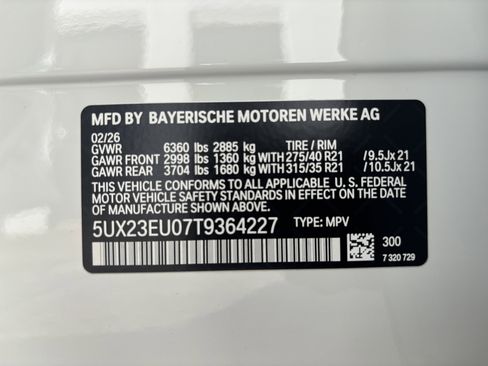 MFD BY BAYERISCHE MOTOREN WERKE AG
02/26
GVWR 6360 lbs 2885 kg TIRE / RIM
GAWR FRONT 2998 lbs 1360 kg WITH 275/40 R21 /9.5Jx 21
GAWR REAR 3704 lbs 1680 kg WITH 315/35 R21 /10.5Jx 21
THIS VEHICLE CONFORMS TO ALL APPLICABLE U. S. FEDERAL
MOTOR VEHICLE SAFETY STANDARDS IN EFFECT ON THE DATE
OF MANUFACTURE SHOWN ABOVE.
5UX23EU07T9364227 TYPE: MPV
300
7 320 729